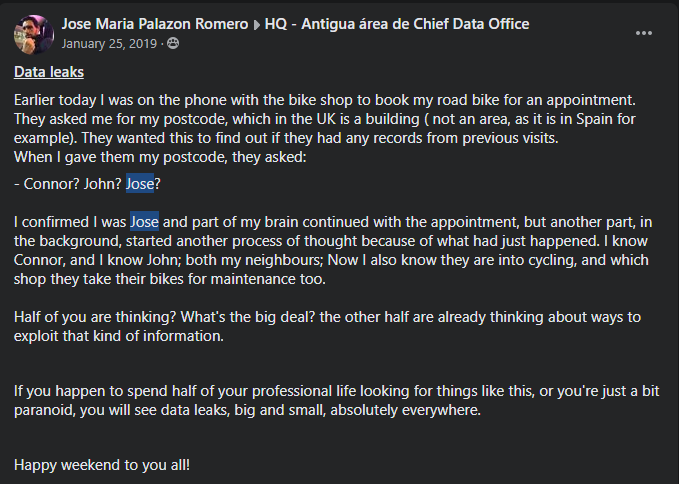 Jose Maria Palazon Romero ▸ HQ - Antigua área de Chief Data Office
January 25, 2019 ·
Data leaks
Earlier today I was on the phone with the bike shop to book my road bike for an appointment.
They asked me for my postcode, which in the UK is a building ( not an area, as it is in Spain for
example). They wanted this to find out if they had any records from previous visits.
When I gave them my postcode, they asked:
- Connor? John? Jose?
I confirmed I was Jose and part of my brain continued with the appointment, but another part, in
the background, started another process of thought because of what had just happened. I know
Connor, and I know John; both my neighbours; Now I also know they are into cycling, and which
shop they take their bikes for maintenance too.
Half of you are thinking? What's the big deal? the other half are already thinking about ways to
exploit that kind of information.
If you happen to spend half of your professional life looking for things like this, or you're just a bit
paranoid, you will see data leaks, big and small, absolutely everywhere.
Happy weekend to you all!